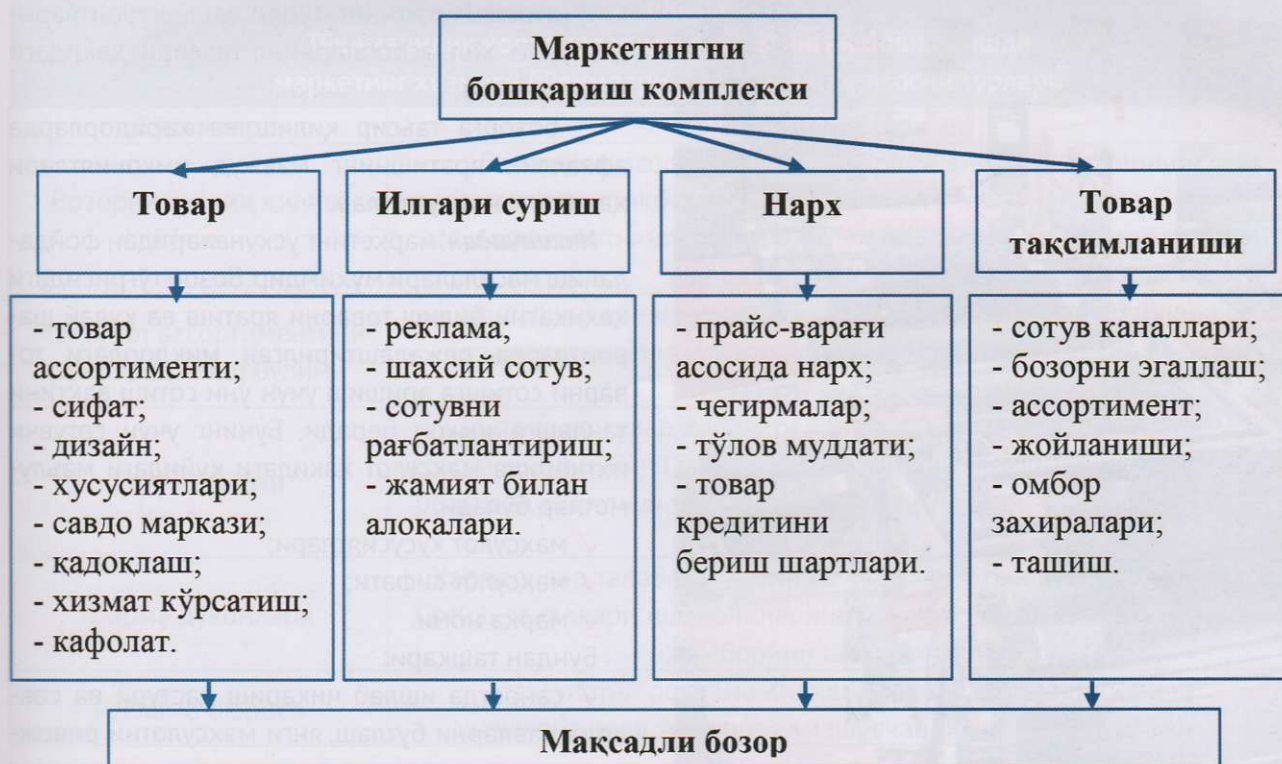 Маркетингни
бошқариш комплекси
Товар
Илгари суриш
Нарх
Товар
тақсимланиши
- товар
ассортименти;
- сифат;
- дизайн,
- хусусиятлари;
- савдо маркази;
- қадоқлаш;
- хизмат кўрсатиш;
- кафолат.
- реклама;
- шахсий сотув,
- сотувни
рағбатлантириш,
- жамият билан
алоқалари.
- прайс-варағи
асосида нарх;
- чегирмалар;
- тўлов муддати;
- товар
кредитини
бериш шартлари.
- сотув каналлари;
- бозорни эгаллаш;
- ассортимент;
- жойланиши;
- омбор
захиралари;
- ташиш.
Мақсадли бозор